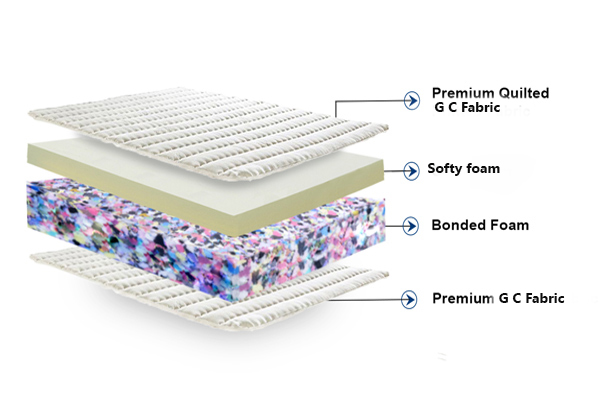 Premium Quilted
G C Fabric
Softy foam
Bonded Foam
Premium G C Fabric